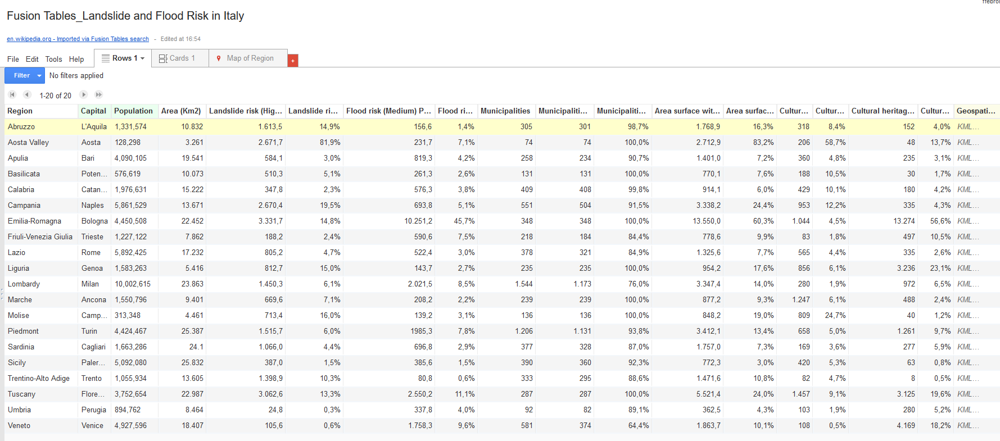 ffebror
Fusion Tables_Landslide and Flood Risk in Italy
en.wikipedia.org - Imported via Fusion Tables search - Edited at 16:54
File Edit Tools Help Rows 1 Cards 1 Map of Region +
Filter No filters applied
1-20 of 20
Region Capital Population Area (Km2) Landslide risk (Hig... Landslide ri... Flood risk (Medium) P... Flood ri... Municipalities Municipaliti... Municipaliti... Area surface wit... Area surfac... Cultur... Cultur... Cultural heritag... Cultur... Geospati...
Abruzzo L'Aquila 1,331,574 10.832 1.613,5 14,9% 156,6 1,4% 305 301 98,7% 1.768,9 16,3% 318 8,4% 152 4,0% KML...
Aosta Valley Aosta 128,298 3.261 2.671,7 81,9% 231,7 7,1% 74 74 100,0% 2.712,9 83,2% 206 58,7% 48 13,7% KML...
Apulia Bari 4,090,105 19.541 584,1 3,0% 819,3 4,2% 258 234 90,7% 1.401,0 7,2% 360 4,8% 235 3,1% KML...
Basilicata Poten... 576,619 10.073 510,3 5,1% 261,3 2,6% 131 131 100,0% 770,1 7,6% 188 10,5% 30 1,7% KML...
Calabria Catan... 1,976,631 15.222 347,8 2,3% 576,3 3,8% 409 408 99,8% 914,1 6,0% 429 10,1% 180 4,2% KML...
Campania Naples 5,861,529 13.671 2.670,4 19,5% 693,8 5,1% 551 504 91,5% 3.338,2 24,4% 953 12,2% 335 4,3% KML...
Emilia-Romagna Bologna 4,450,508 22.452 3.331,7 14,8% 10.251,2 45,7% 348 348 100,0% 13.550,0 60,3% 1.044 4,5% 13.274 56,6% KML...
Friuli-Venezia Giulia Trieste 1,227,122 7.862 188,2 2,4% 590,6 7,5% 218 184 84,4% 778,6 9,9% 83 1,8% 497 10,5% KML...
Lazio Rome 5,892,425 17.232 805,2 4,7% 522,4 3,0% 378 321 84,9% 1.325,6 7,7% 565 4,4% 335 2,6% KML...
Liguria Genoa 1,583,263 5.416 812,7 15,0% 143,7 2,7% 235 235 100,0% 954,2 17,6% 856 6,1% 3.236 23,1% KML...
Lombardy Milan 10,002,615 23.863 1.450,3 6,1% 2.021,5 8,5% 1.544 1.173 76,0% 3.347,4 14,0% 280 1,9% 972 6,5% KML...
Marche Ancona 1,550,796 9.401 669,6 7,1% 208,2 2,2% 239 239 100,0% 877,2 9,3% 1.247 6,1% 488 2,4% KML...
Molise Camp... 313,348 4.461 713,4 16,0% 139,2 3,1% 136 136 100,0% 848,2 19,0% 809 24,7% 40 1,2% KML...
Piedmont Turin 4,424,467 25.387 1.515,7 6,0% 1985,3 7,8% 1.206 1.131 93,8% 3.412,1 13,4% 658 5,0% 1.261 9,7% KML...
Sardinia Cagliari 1,663,286 24.1 1.066,0 4,4% 696,8 2,9% 377 328 87,0% 1.757,0 7,3% 169 3,6% 277 5,9% KML...
Sicily Paler... 5,092,080 25.832 387,0 1,5% 385,6 1,5% 390 360 92,3% 772,3 3,0% 420 5,3% 63 0,8% KML...
Trentino-Alto Adige Trento 1,055,934 13.605 1.398,9 10,3% 80,8 0,6% 333 295 88,6% 1.471,6 10,8% 82 4,7% 8 0,5% KML...
Tuscany Flore... 3,752,654 22.987 3.062,6 13,3% 2.550,2 11,1% 287 287 100,0% 5.521,4 24,0% 1.457 9,1% 3.125 19,6% KML...
Umbria Perugia 894,762 8.464 24,8 0,3% 337,8 4,0% 92 82 89,1% 362,5 4,3% 103 1,9% 280 5,2% KML...
Veneto Venice 4,927,596 18.407 105,6 0,6% 1.758,3 9,6% 581 374 64,4% 1.863,7 10,1% 108 0,5% 4.169 18,2% KML...